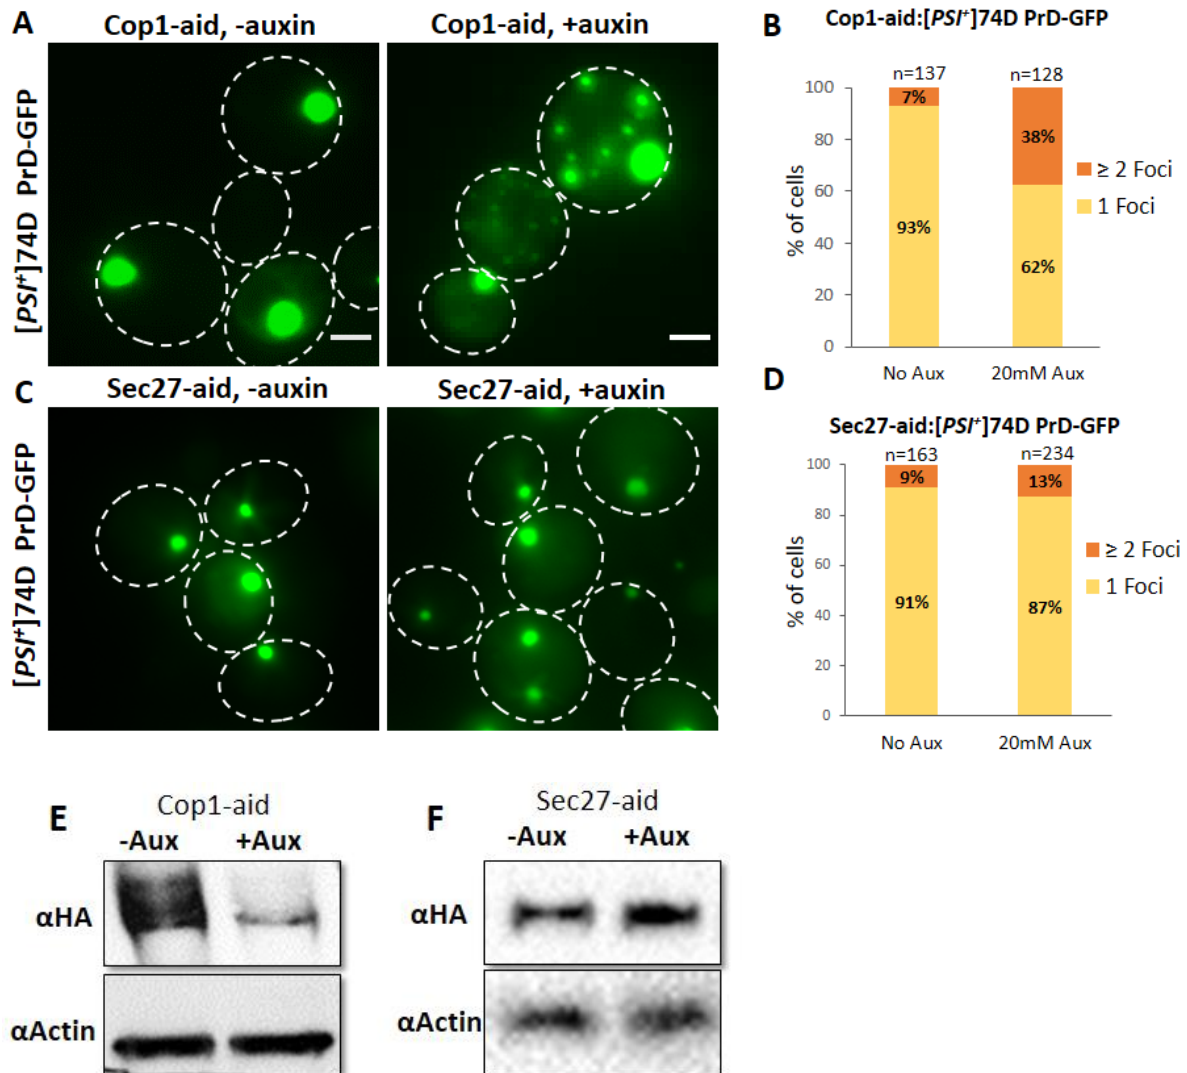 A
Cop1-aid, -auxin
Cop1-aid, +auxin
[PSI⁺]74D PrD-GFP
B
Cop1-aid:[PSI⁺]74D PrD-GFP
n=137
n=128
100
80
60
40
20
0
% of cells
7%
93%
38%
62%
≥ 2 Foci
1 Foci
No Aux
20mM Aux
C
Sec27-aid, -auxin
Sec27-aid, +auxin
[PSI⁺]74D PrD-GFP
D
Sec27-aid:[PSI⁺]74D PrD-GFP
n=163
n=234
100
80
60
40
20
0
% of cells
9%
91%
13%
87%
≥ 2 Foci
1 Foci
No Aux
20mM Aux
E
Cop1-aid
-Aux
+Aux
αHA
αActin
F
Sec27-aid
-Aux
+Aux
αHA
αActin